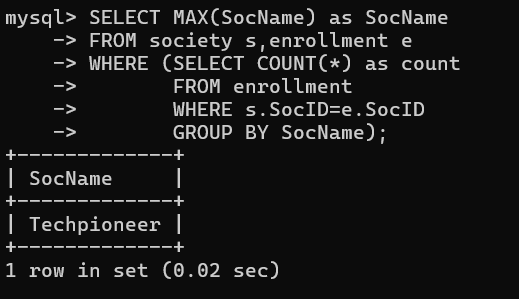 mysql> SELECT MAX(SocName) as SocName
    -> FROM society s,enrollment e
    -> WHERE (SELECT COUNT(*) as count
    ->        FROM enrollment
    ->        WHERE s.SocID=e.SocID
    ->        GROUP BY SocName);
+-------------+
| SocName     |
+-------------+
| Techpioneer |
+-------------+
1 row in set (0.02 sec)